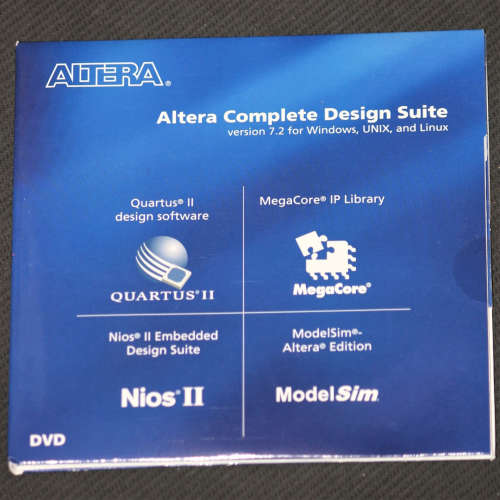 ALTERA®
Altera Complete Design Suite
version 7.2 for Windows, UNIX, and Linux
Quartus® II
design software
QUARTUS® II
MegaCore® IP Library
MegaCore®
Nios® II Embedded
Design Suite
Nios® II
ModelSim®-
Altera® Edition
ModelSim
DVD